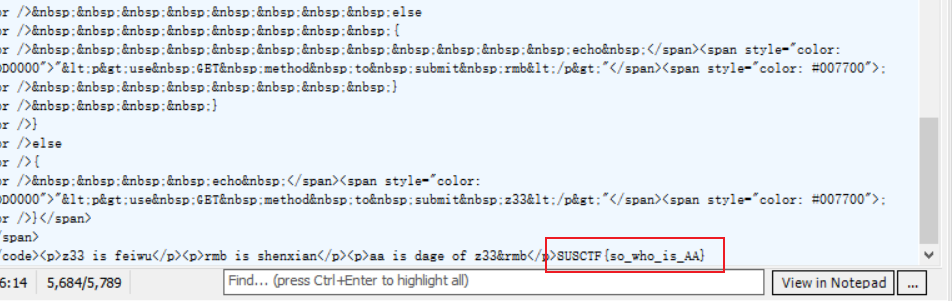 or />&nbsp;&nbsp;&nbsp;&nbsp;&nbsp;&nbsp;&nbsp;&nbsp;else
or />&nbsp;&nbsp;&nbsp;&nbsp;&nbsp;&nbsp;&nbsp;&nbsp;{
or />&nbsp;&nbsp;&nbsp;&nbsp;&nbsp;&nbsp;&nbsp;&nbsp;&nbsp;&nbsp;&nbsp;&nbsp;echo&nbsp;</span><span style="color:
DD0000">"&lt;p&gt;use&nbsp;GET&nbsp;method&nbsp;to&nbsp;submit&nbsp;rmb&lt;/p&gt;"</span><span style="color: #007700">;
or />&nbsp;&nbsp;&nbsp;&nbsp;&nbsp;&nbsp;&nbsp;&nbsp;}
or />&nbsp;&nbsp;&nbsp;&nbsp;}
or />}
or />else
or />{
or />&nbsp;&nbsp;&nbsp;&nbsp;echo&nbsp;</span><span style="color:
DD0000">"&lt;p&gt;use&nbsp;GET&nbsp;method&nbsp;to&nbsp;submit&nbsp;z33&lt;/p&gt;"</span><span style="color: #007700">;
or />}</span>
/span>
/code><p>z33 is feiwu</p><p>rmb is shenxian</p><p>aa is dage of z33&rmb</p>SUSCTF{so_who_is_AA}
6:14 5,684/5,789 Find... (press Ctrl+Enter to highlight all) View in Notepad ...